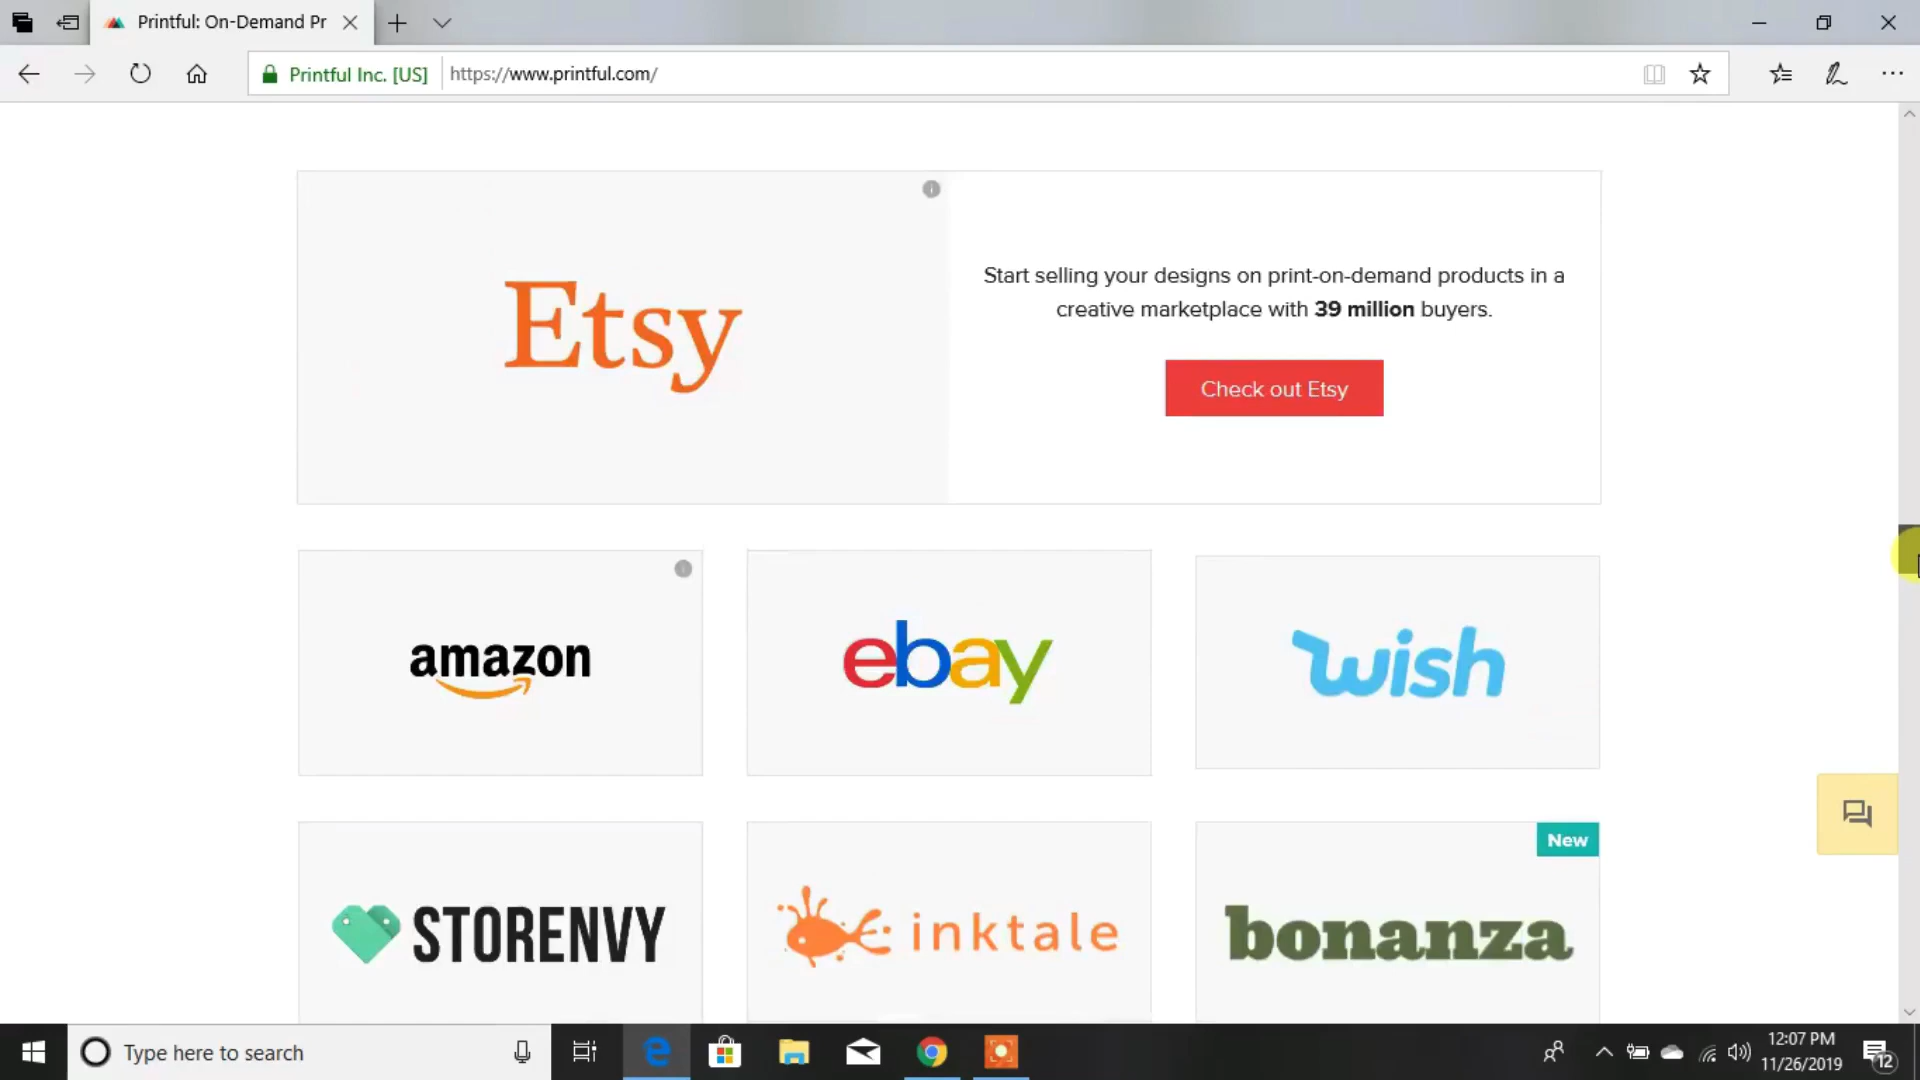 Printful: On-Demand Pr
Printful Inc. [US]
https://www.printful.com/
Etsy
Start selling your designs on print-on-demand products in a
creative marketplace with 39 million buyers.
Check out Etsy
amazon
ebay
wish
STORENVY
inktale
New
bonanza
Type here to search
12:07 PM
11/26/2019
12